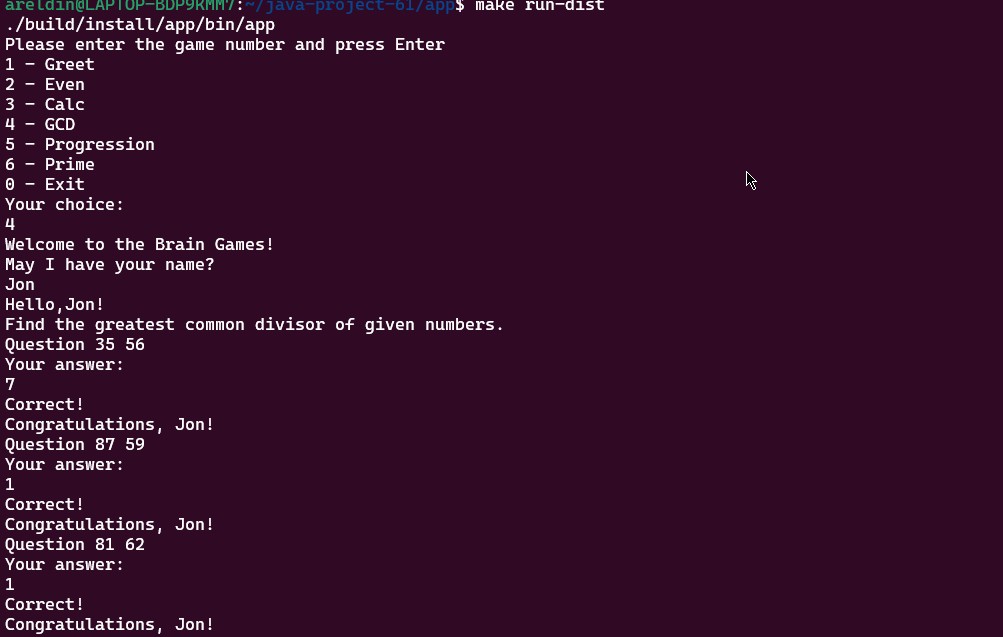 areldin@LAPTOP-BDP9KMM7:~/java-project-61/app$ make run-dist
./build/install/app/bin/app
Please enter the game number and press Enter
1 - Greet
2 - Even
3 - Calc
4 - GCD
5 - Progression
6 - Prime
0 - Exit
Your choice:
4
Welcome to the Brain Games!
May I have your name?
Jon
Hello,Jon!
Find the greatest common divisor of given numbers.
Question 35 56
Your answer:
7
Correct!
Congratulations, Jon!
Question 87 59
Your answer:
1
Correct!
Congratulations, Jon!
Question 81 62
Your answer:
1
Correct!
Congratulations, Jon!